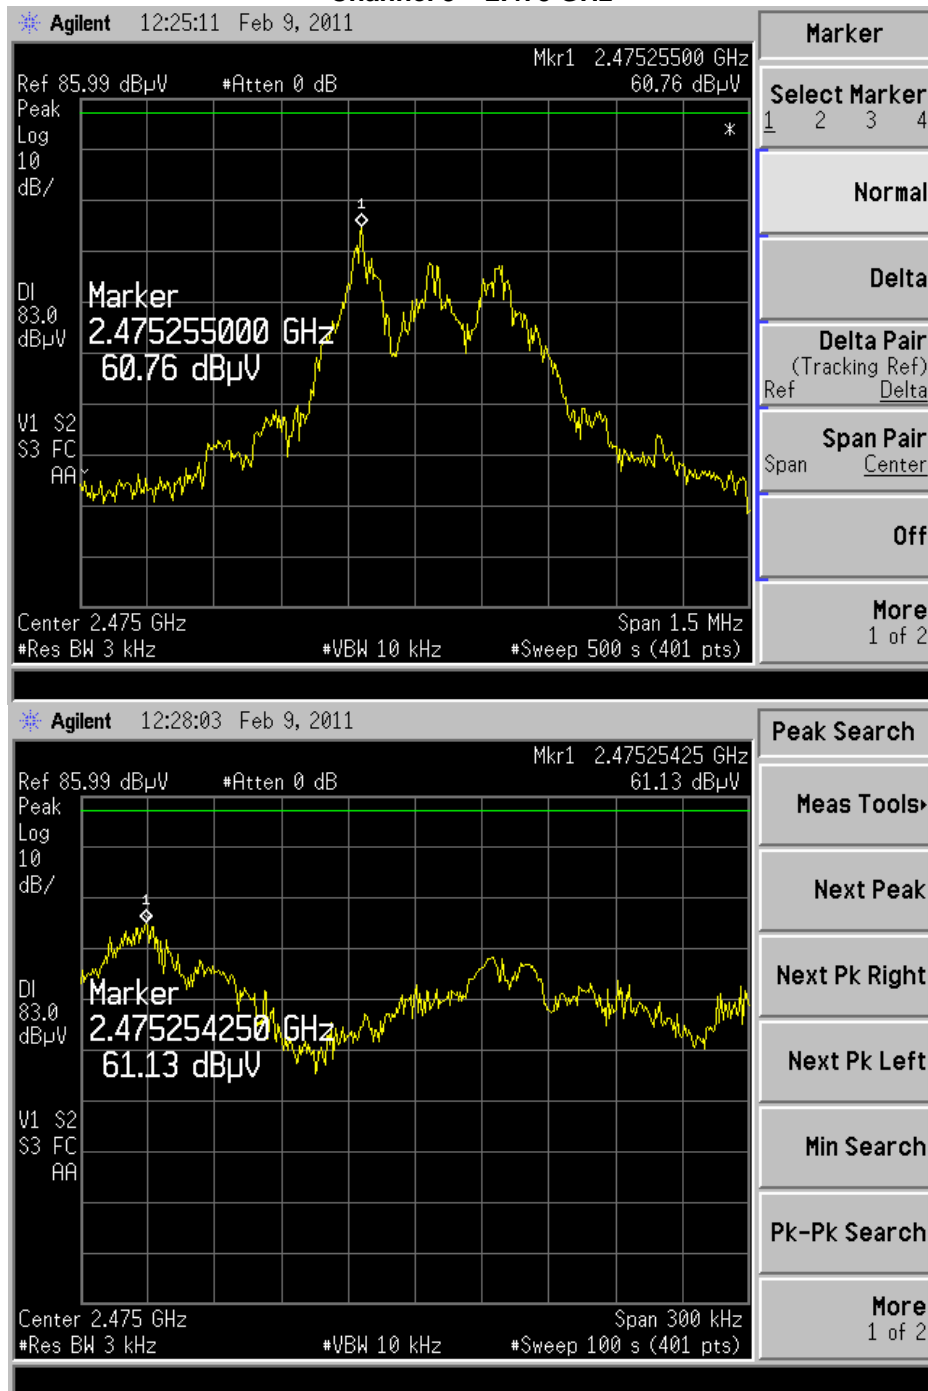 Agilent 12:25:11 Feb 9, 2011
Mkr1 2.47525500 GHz
Ref 85.99 dBµV #Atten 0 dB 60.76 dBµV
Peak
Log
10
dB/
1
DI
83.0
dBµV
Marker
2.475255000 GHz
60.76 dBµV
V1 S2
S3 FC
AA
Center 2.475 GHz Span 1.5 MHz
#Res BW 3 kHz #VBW 10 kHz #Sweep 500 s (401 pts)
Marker
Select Marker
1 2 3 4
Normal
Delta
Delta Pair
(Tracking Ref)
Ref Delta
Span Pair
Span Center
Off
More
1 of 2
Agilent 12:28:03 Feb 9, 2011
Mkr1 2.47525425 GHz
Ref 85.99 dBµV #Atten 0 dB 61.13 dBµV
Peak
Log
10
dB/
1
DI
83.0
dBµV
Marker
2.475254250 GHz
61.13 dBµV
V1 S2
S3 FC
AA
Center 2.475 GHz Span 300 kHz
#Res BW 3 kHz #VBW 10 kHz #Sweep 100 s (401 pts)
Peak Search
Meas Tools
Next Peak
Next Pk Right
Next Pk Left
Min Search
Pk-Pk Search
More
1 of 2